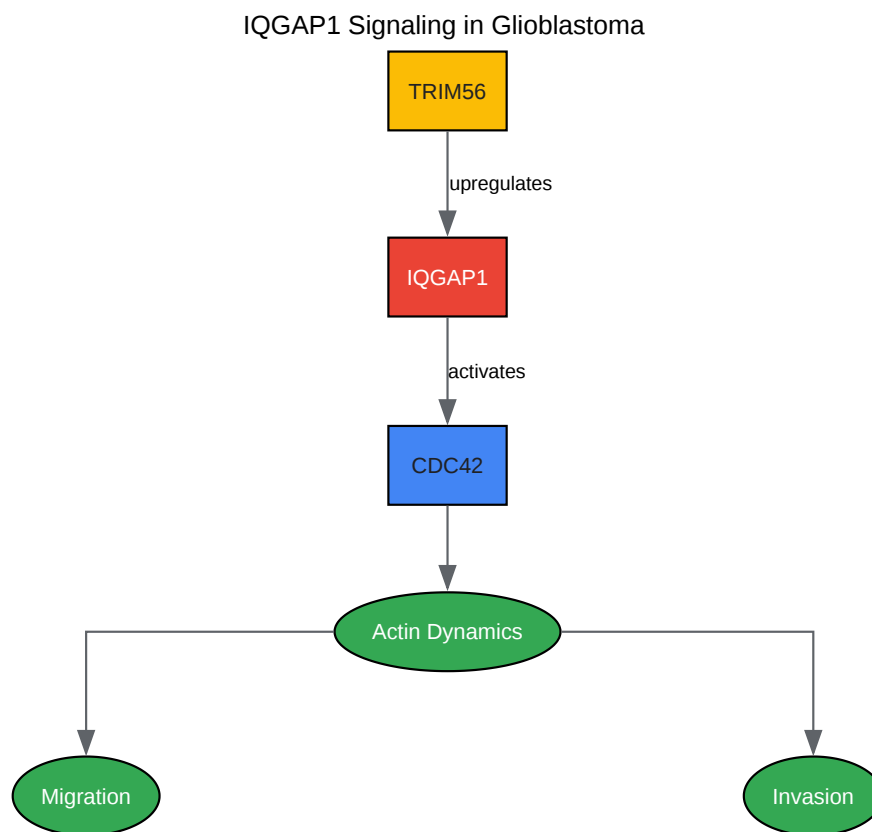 IQGAP1 Signaling in Glioblastoma
TRIM56
upregulates
IQGAP1
activates
CDC42
Actin Dynamics
Migration
Invasion